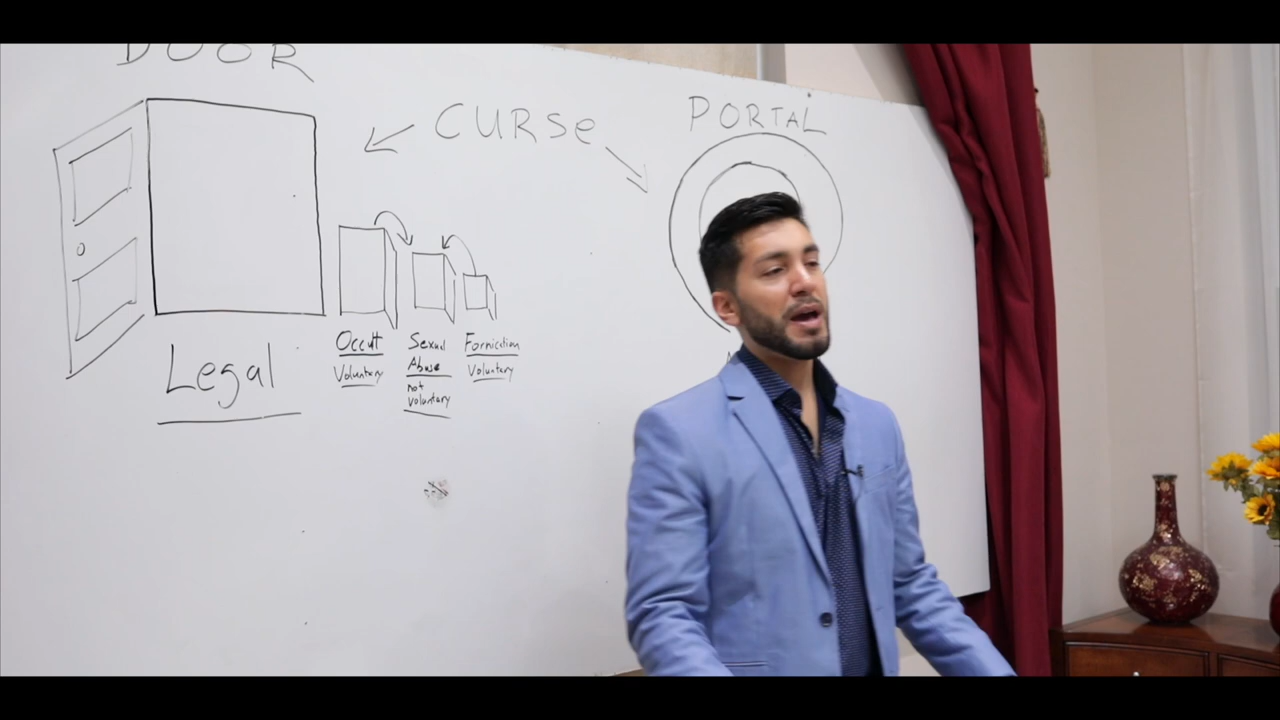 DOOR
CURSE
PORTAL
Legal
Occult
Voluntary
Sexual
Abuse
not
voluntary
Fornication
Voluntary